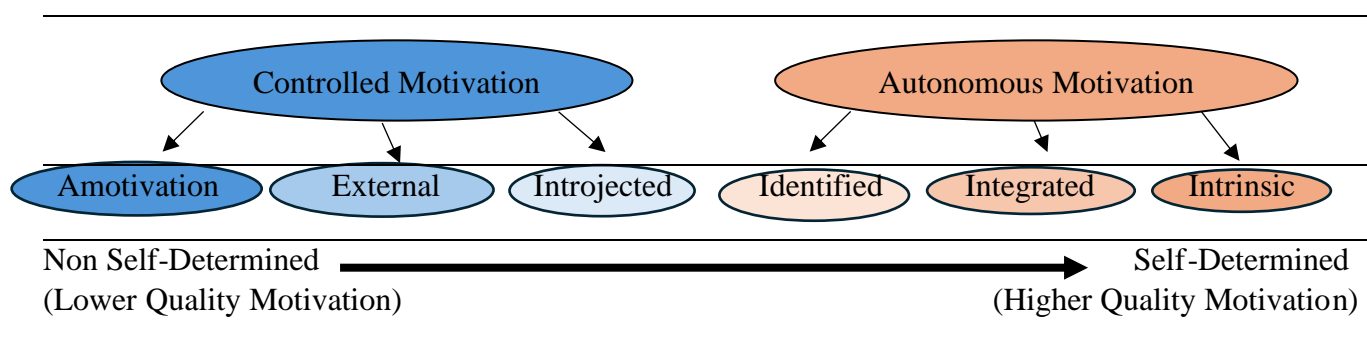 Controlled Motivation Autonomous Motivation
Amotivation External Introjected Identified Integrated Intrinsic
Non Self-Determined Self-Determined
(Lower Quality Motivation) (Higher Quality Motivation)